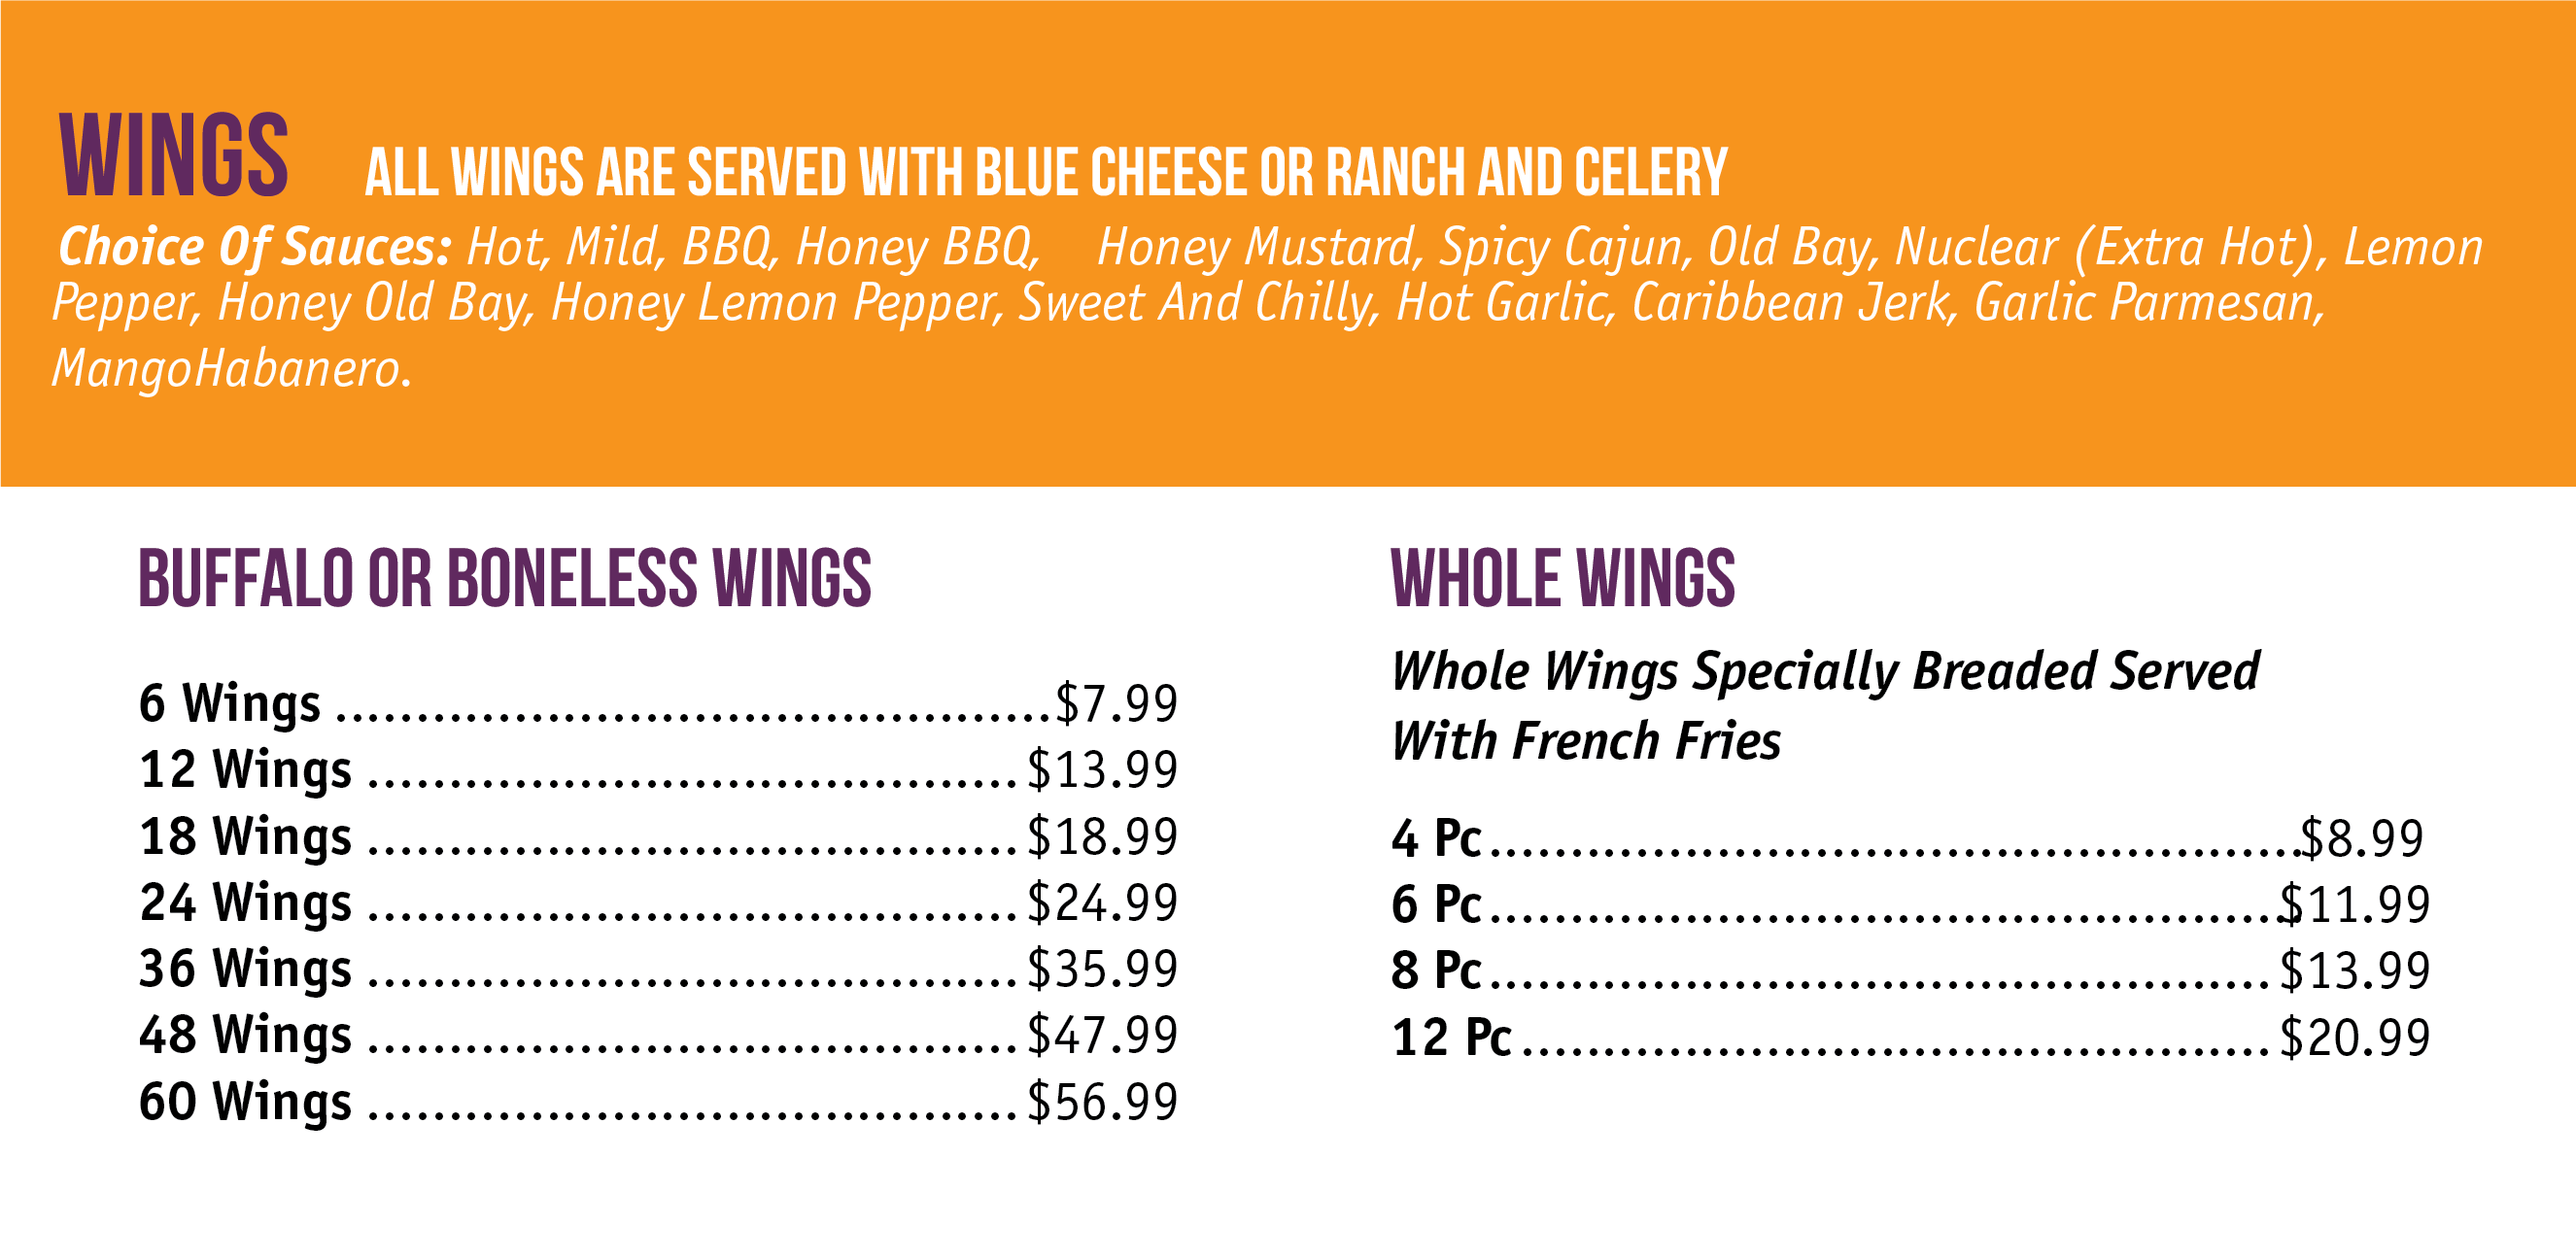 WINGS ALL WINGS ARE SERVED WITH BLUE CHEESE OR RANCH AND CELERY
Choice Of Sauces: Hot, Mild, BBQ, Honey BBQ, Honey Mustard, Spicy Cajun, Old Bay, Nuclear (Extra Hot), Lemon
Pepper, Honey Old Bay, Honey Lemon Pepper, Sweet And Chilly, Hot Garlic, Caribbean Jerk, Garlic Parmesan,
MangoHabanero.
BUFFALO OR BONELESS WINGS
6 Wings ............................................$7.99
12 Wings ........................................ $13.99
18 Wings ........................................ $18.99
24 Wings ........................................ $24.99
36 Wings ........................................ $35.99
48 Wings ........................................ $47.99
60 Wings ........................................ $56.99
WHOLE WINGS
Whole Wings Specially Breaded Served
With French Fries
4 Pc..................................................$8.99
6 Pc..................................................$11.99
8 Pc................................................ $13.99
12 Pc .............................................. $20.99